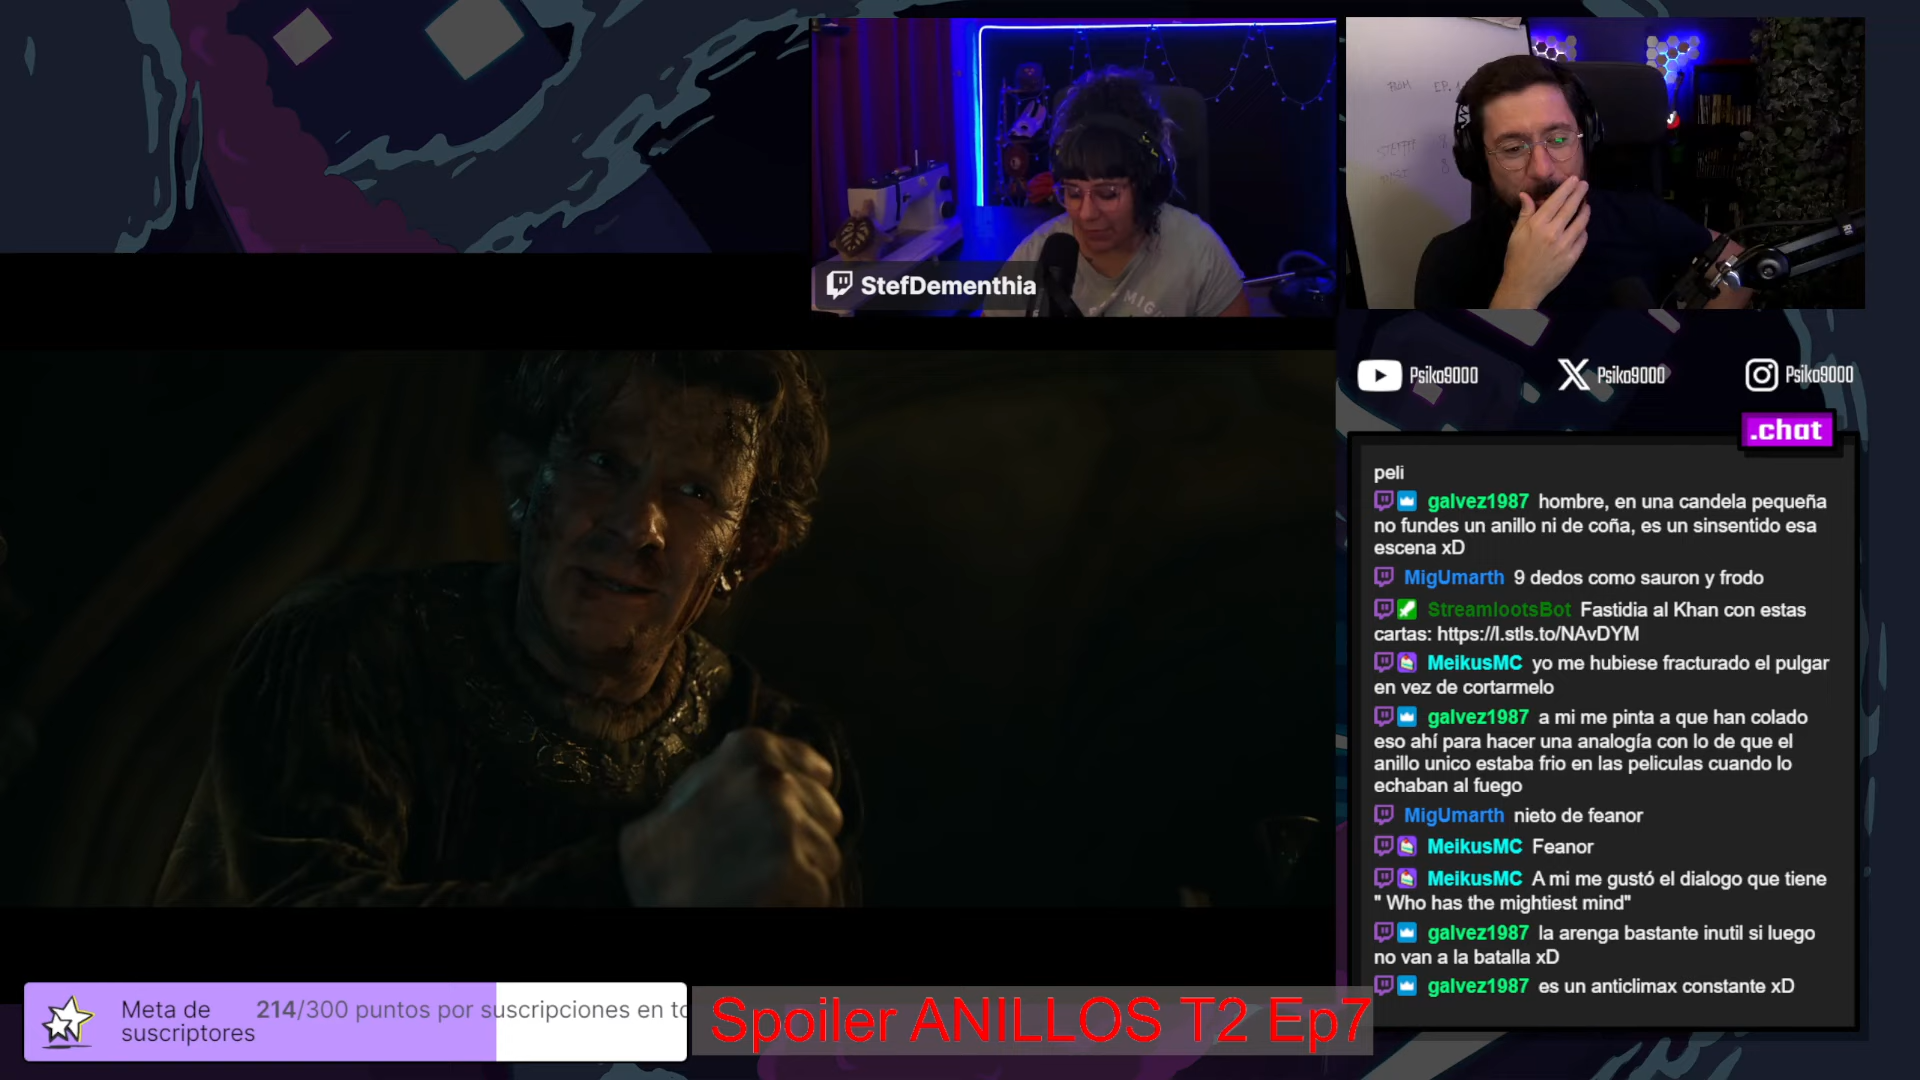 StefDementhia
Psiko9000
Psiko9000
Psiko9000
.chat
peli
galvez1987 hombre, en una candela pequeña
no fundes un anillo ni de coña, es un sinsentido esa
escena xD
MigUmarth 9 dedos como sauron y frodo
StreamlootsBot Fastidia al Khan con estas
cartas: https://l.stls.to/NAvDYM
MeikusMC yo me hubiese fracturado el pulgar
en vez de cortarmelo
galvez1987 a mi me pinta a que han colado
eso ahí para hacer una analogía con lo de que el
anillo unico estaba frio en las peliculas cuando lo
echaban al fuego
MigUmarth nieto de feanor
MeikusMC Feanor
MeikusMC A mi me gustó el dialogo que tiene
" Who has the mightiest mind"
galvez1987 la arenga bastante inutil si luego
no van a la batalla xD
galvez1987 es un anticlimax constante xD
Meta de
suscriptores
214/300 puntos por suscripciones en to
Spoiler ANILLOS T2 Ep7